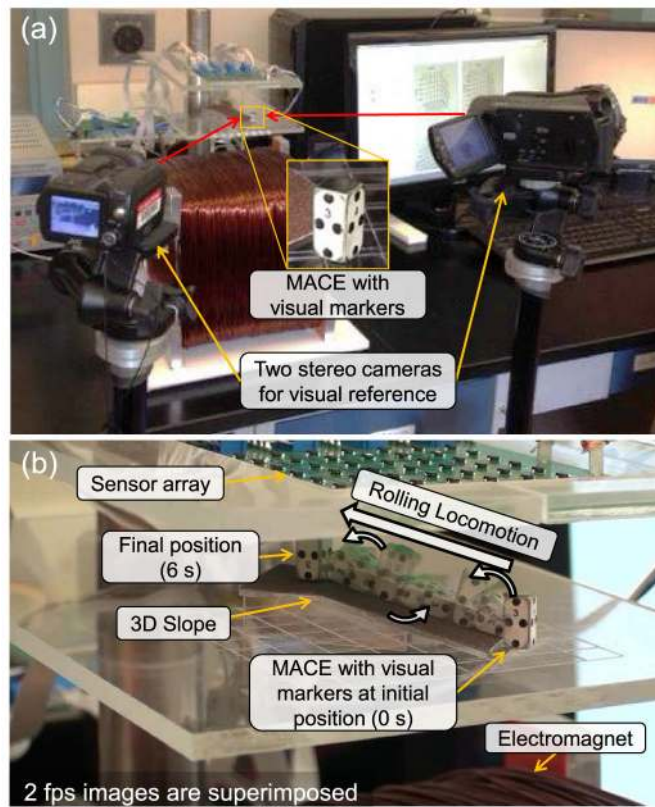 (a)
3
MACE with
visual markers
Two stereo cameras
for visual reference
(b)
Sensor array
Rolling Locomotion
Final position
(6 s)
3D Slope
3
MACE with visual
markers at initial
position (0 s)
Electromagnet
2 fps images are superimposed